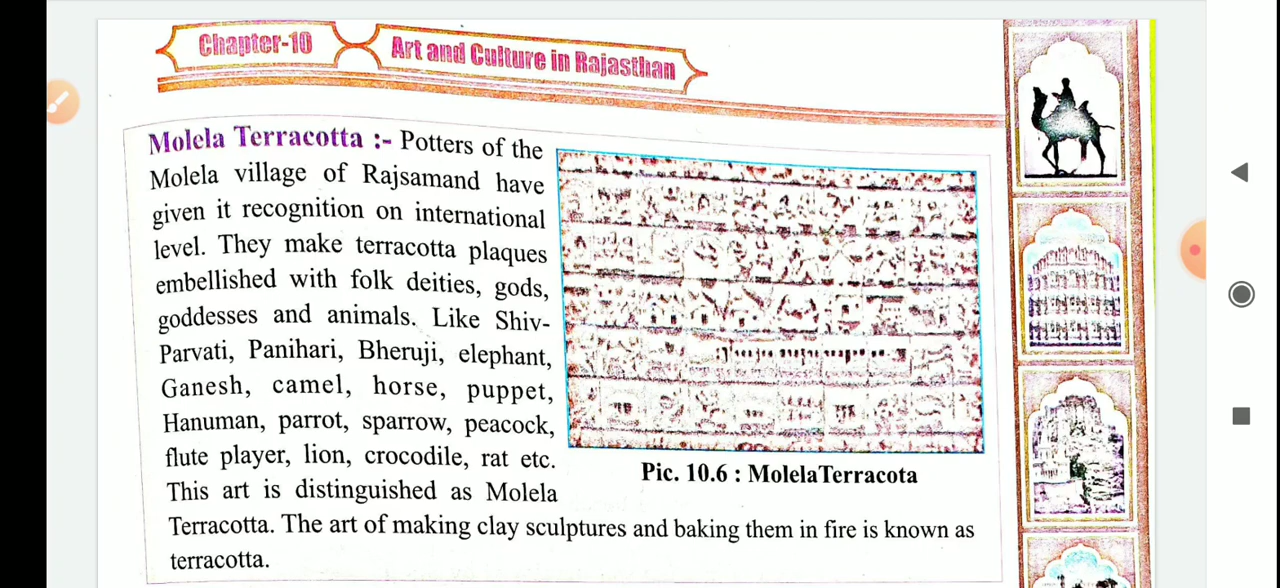 Chapter-10
Art and Culture in Rajasthan
Molela Terracotta :- Potters of the
Molela village of Rajsamand have
given it recognition on international
level. They make terracotta plaques
embellished with folk deities, gods,
goddesses and animals. Like Shiv-
Parvati, Panihari, Bheruji, elephant,
Ganesh, camel, horse, puppet,
Hanuman, parrot, sparrow, peacock,
flute player, lion, crocodile, rat etc.
This art is distinguished as Molela
Terracotta. The art of making clay sculptures and baking them in fire is known as
terracotta.
Pic. 10.6 : MolelaTerracota